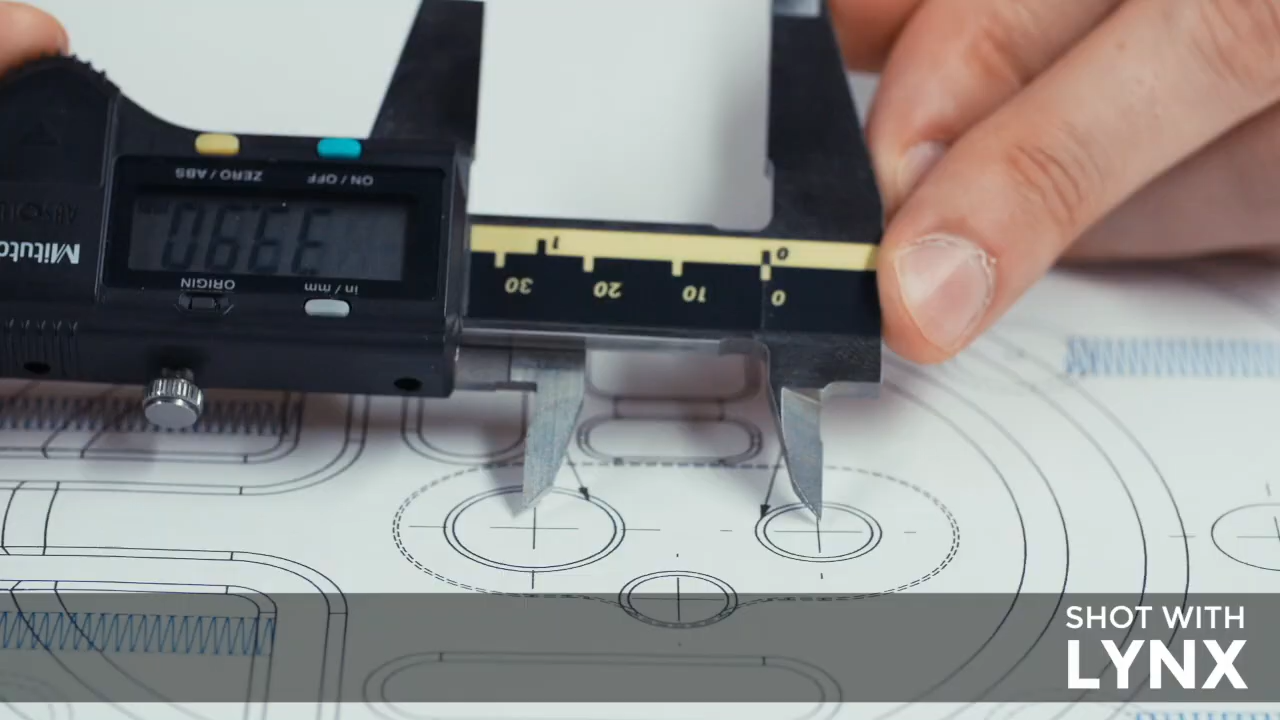 ZERO / ABS
ON / OFF
ORIGIN
in / mm
0
1
0
10
20
30
SHOT WITH
LYNX